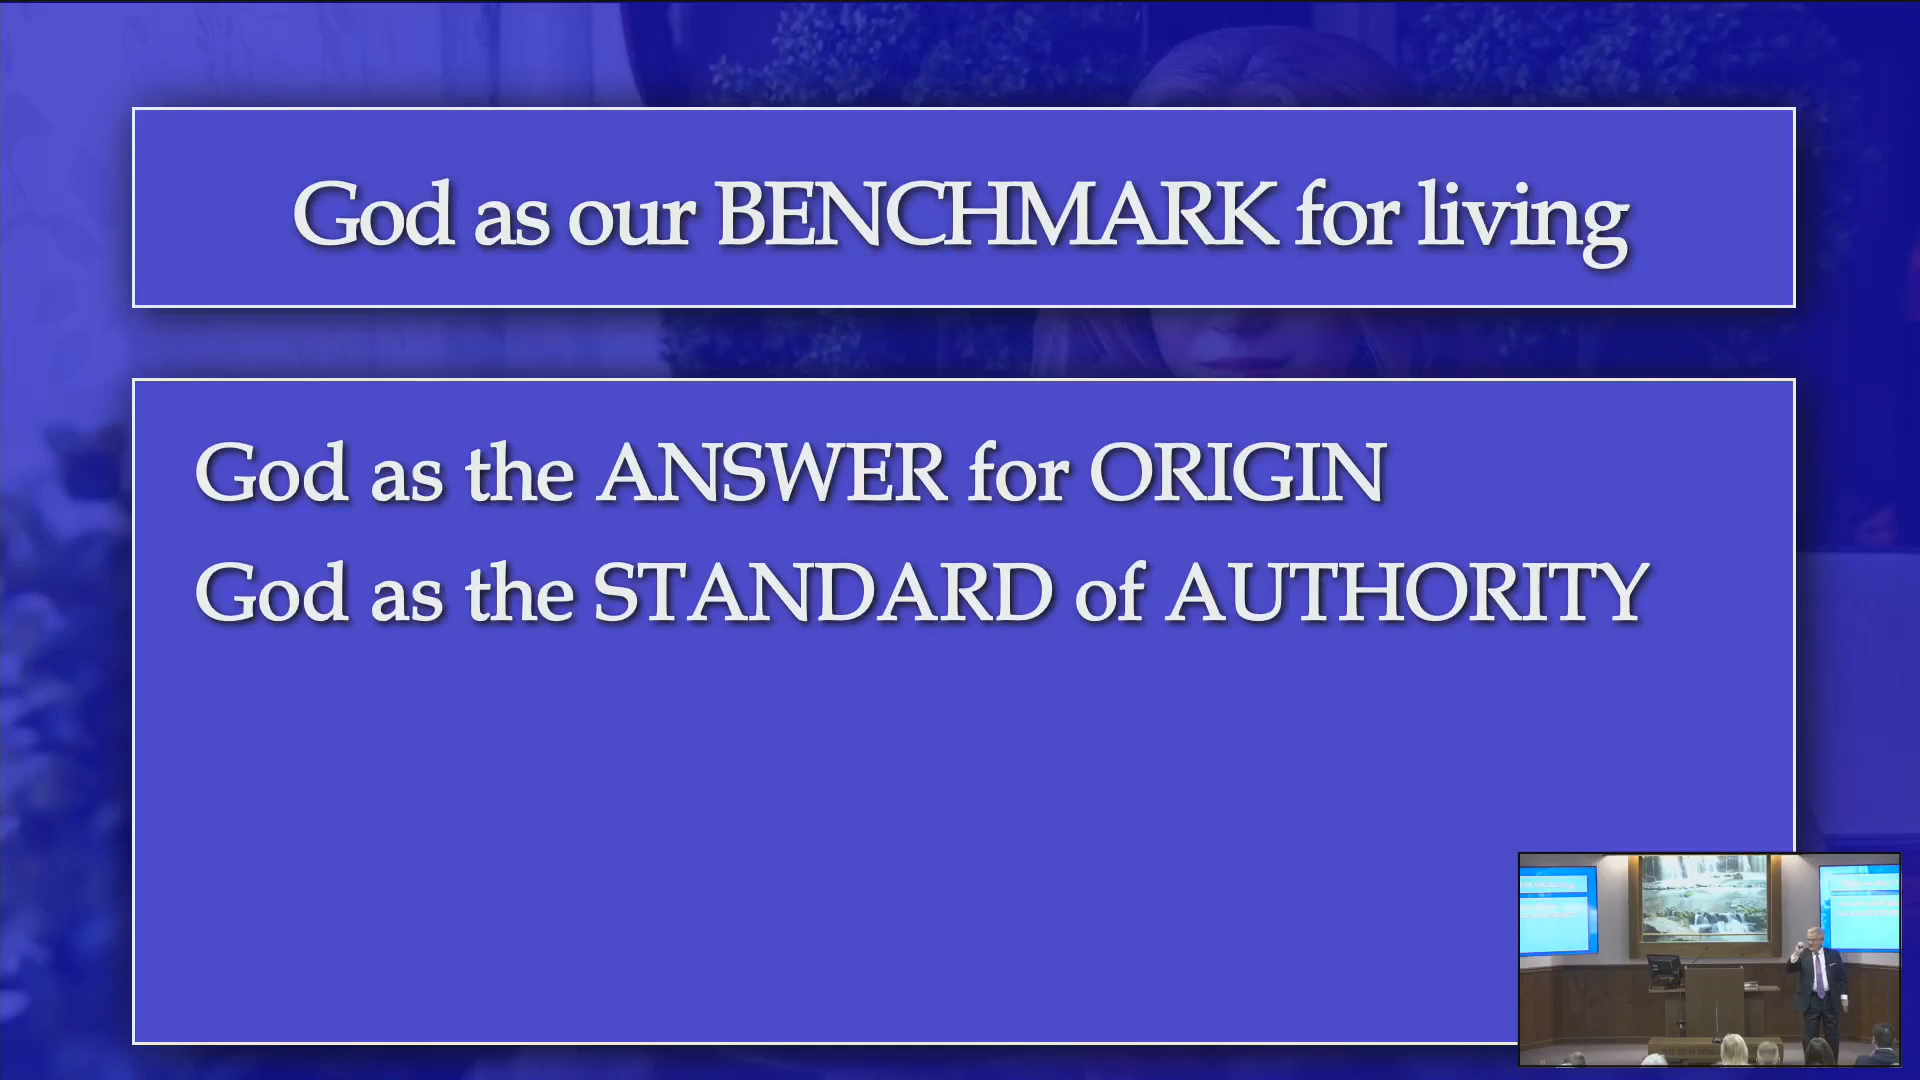 God as our BENCHMARK for living
God as the ANSWER for ORIGIN
God as the STANDARD of AUTHORITY